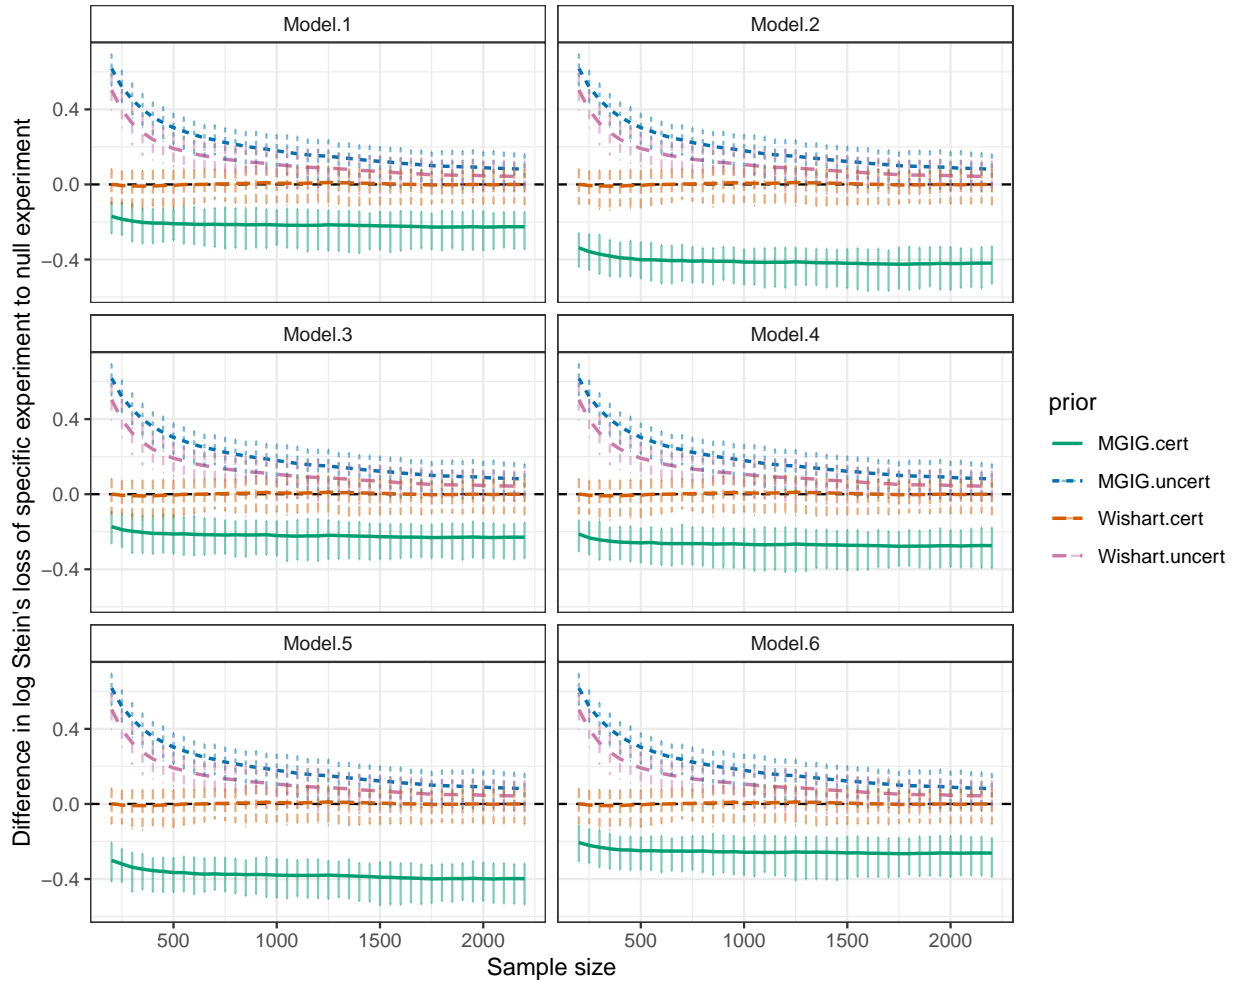 Model.1
Model.2
0.4
0.0
−0.4
Model.3
Model.4
0.4
0.0
−0.4
Model.5
Model.6
0.4
0.0
−0.4
500
1000
1500
2000
500
1000
1500
2000
Sample size
Difference in log Stein's loss of specific experiment to null experiment
prior
MGIG.cert
MGIG.uncert
Wishart.cert
Wishart.uncert